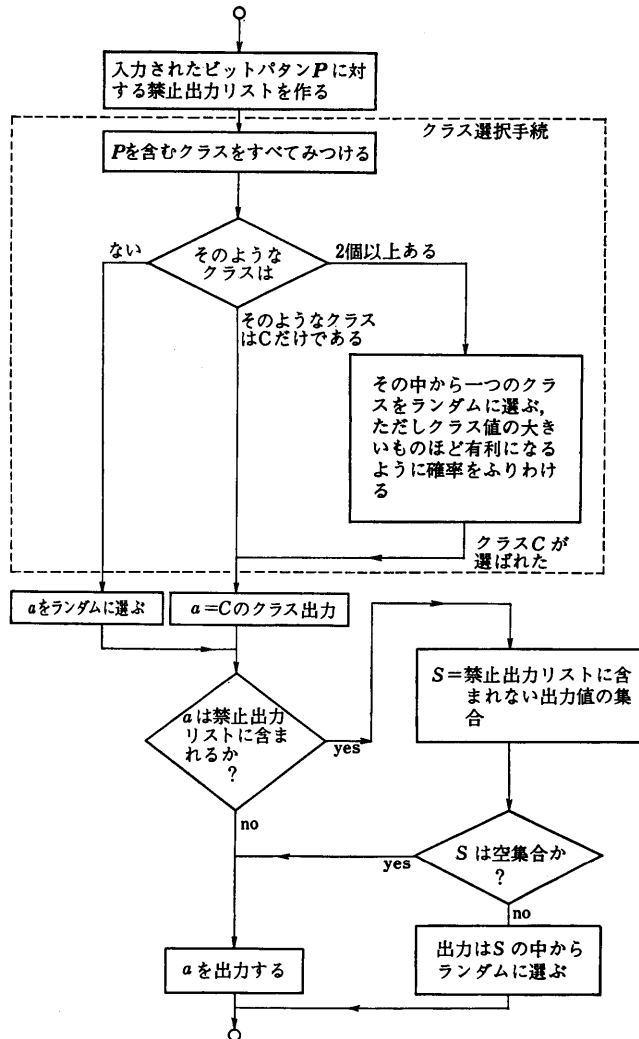 入力されたビットパタンPに対
する禁止出力リストを作る
クラス選択手続
Pを含むクラスをすべてみつける
ない
そのような
クラスは
2個以上ある
そのようなクラス
はCだけである
その中から一つのクラ
スをランダムに選ぶ,
ただしクラス値の大き
いものほど有利になる
ように確率をふりわけ
る
クラスCが
選ばれた
aをランダムに選ぶ
a=Cのクラス出力
S=禁止出力リストに含
まれない出力値の集
合
aは禁止出力
リストに含ま
れるか
?
yes
no
Sは空集合か
?
yes
no
aを出力する
出力はSの中から
ランダムに選ぶ